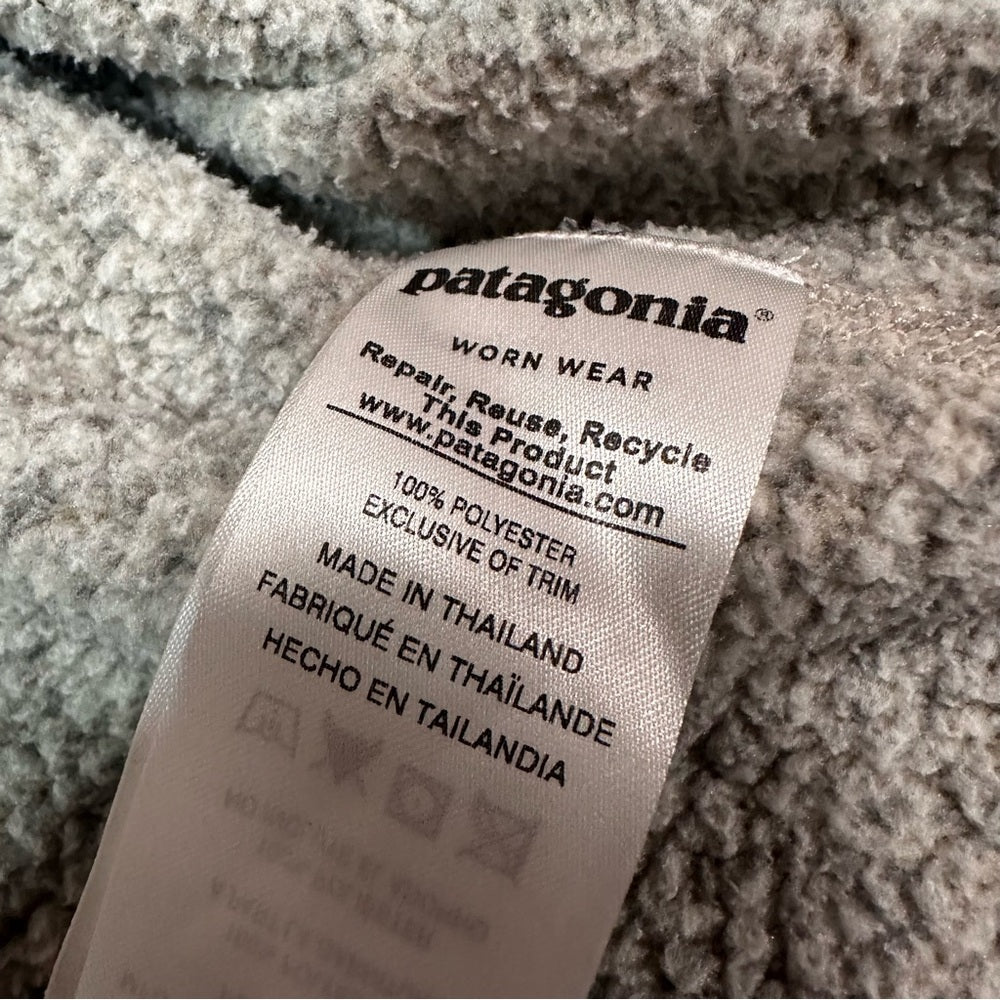 patagonia®
WORN WEAR
Repair, Reuse, Recycle
This Product
www.patagonia.com
100% POLYESTER
EXCLUSIVE OF TRIM
MADE IN THAILAND
FABRIQUÉ EN THAÏLANDE
HECHO EN TAILANDIA